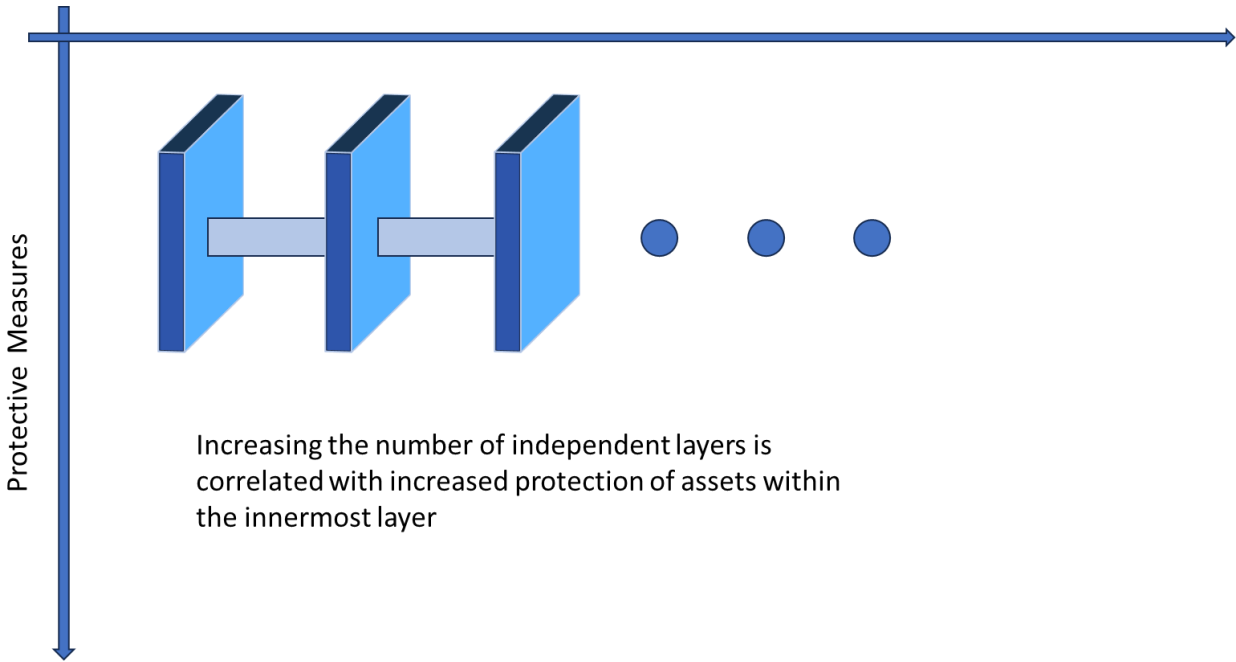 Protective Measures
Increasing the number of independent layers is
correlated with increased protection of assets within
the innermost layer